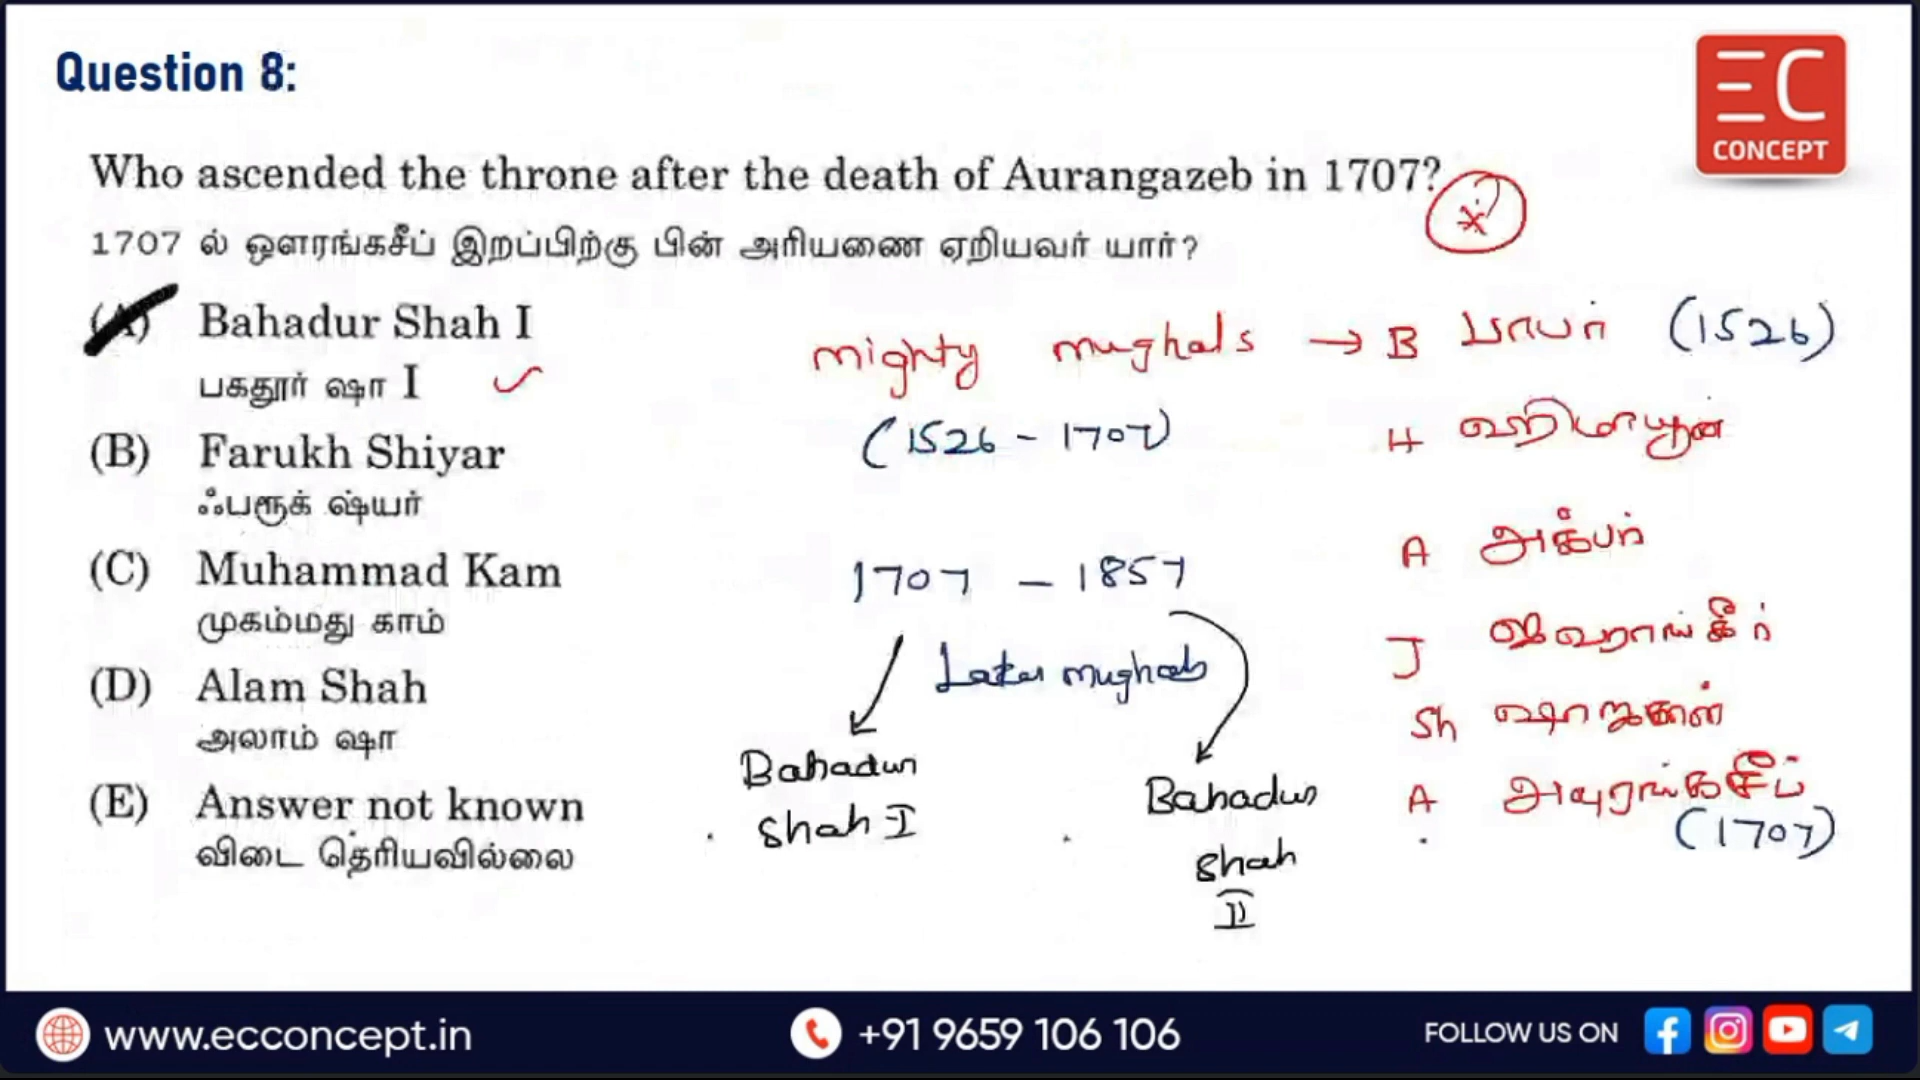 Question 8:
EC
CONCEPT
Who ascended the throne after the death of Aurangazeb in 1707?
1707 ல் ஔரங்கசீப் இறப்பிற்கு பின் அரியணை ஏறியவர் யார்?
(A) Bahadur Shah I
பகதூர் ஷா I
(B) Farukh Shiyar
ஃபரூக் ஷ்யர்
(C) Muhammad Kam
முகம்மது காம்
(D) Alam Shah
அலாம் ஷா
(E) Answer not known
விடை தெரியவில்லை
mighty mughals → B பாபர் (1526)
(1526 - 1707)
H ஹிமாயூன்
A அக்பர்
1707 - 1857
J ஜஹாங்கீர்
Later mughals
Sh ஷாஜகான்
Bahadur
Shah I
Bahadur
Shah
II
A அவுரங்கசீப்
(1707)
www.ecconcept.in
+91 9659 106 106
FOLLOW US ON